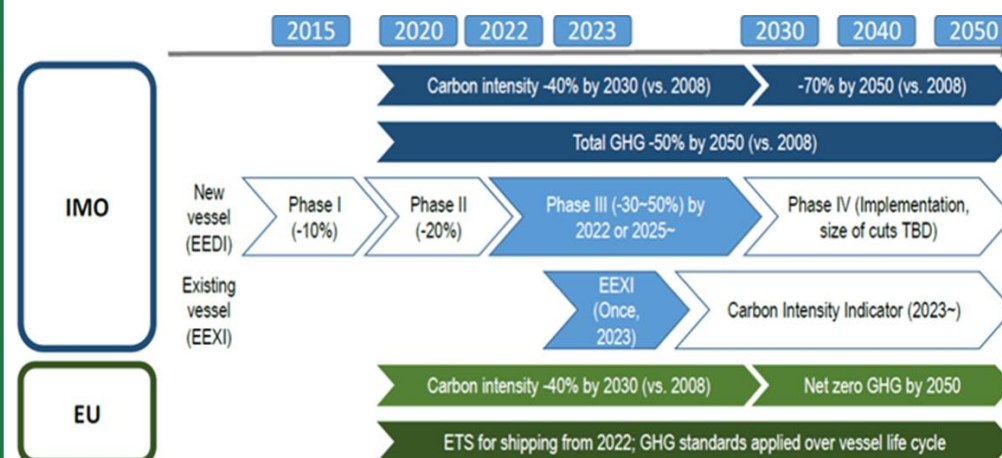 2015 2020 2022 2023 2030 2040 2050
IMO
Carbon intensity -40% by 2030 (vs. 2008)
-70% by 2050 (vs. 2008)
Total GHG -50% by 2050 (vs. 2008)
New
vessel
(EEDI)
Phase I
(-10%)
Phase II
(-20%)
Phase III (-30~50%) by
2022 or 2025~
Phase IV (Implementation,
size of cuts TBD)
Existing
vessel
(EEXI)
EEXI
(Once,
2023)
Carbon Intensity Indicator (2023~)
EU
Carbon intensity -40% by 2030 (vs. 2008)
Net zero GHG by 2050
ETS for shipping from 2022; GHG standards applied over vessel life cycle